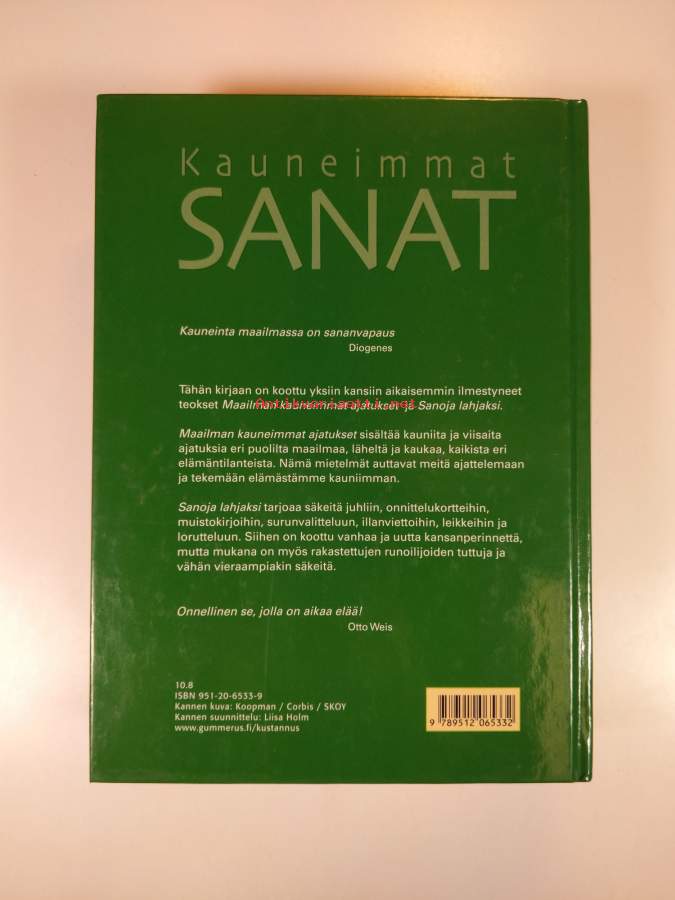 Kauneimmat
SANAT
Kauneinta maailmassa on sananvapaus
Diogenes
Tähän kirjaan on koottu yksiin kansiin aikaisemmin ilmestyneet
teokset Maailman kauneimmat ajatukset ja Sanoja lahjaksi.
Antikvariaatti.net
Maailman kauneimmat ajatukset sisältää kauniita ja viisaita
ajatuksia eri puolilta maailmaa, läheltä ja kaukaa, kaikista eri
elämäntilanteista. Nämä mietelmät auttavat meitä ajattelemaan
ja tekemään elämästämme kauniimman.
Sanoja lahjaksi tarjoaa säkeitä juhliin, onnittelukortteihin,
muistokirjoihin, surunvalitteluun, illanviettoihin, leikkeihin ja
lorutteluun. Siihen on koottu vanhaa ja uutta kansanperinnettä,
mutta mukana on myös rakastettujen runoilijoiden tuttuja ja
vähän vieraampiakin säkeitä.
Onnellinen se, jolla on aikaa elää!
Otto Weis
10.8
ISBN 951-20-6533-9
Kannen kuva: Koopman / Corbis / SKOY
Kannen suunnittelu: Liisa Holm
www.gummerus.fi/kustannus
9 789512 065332